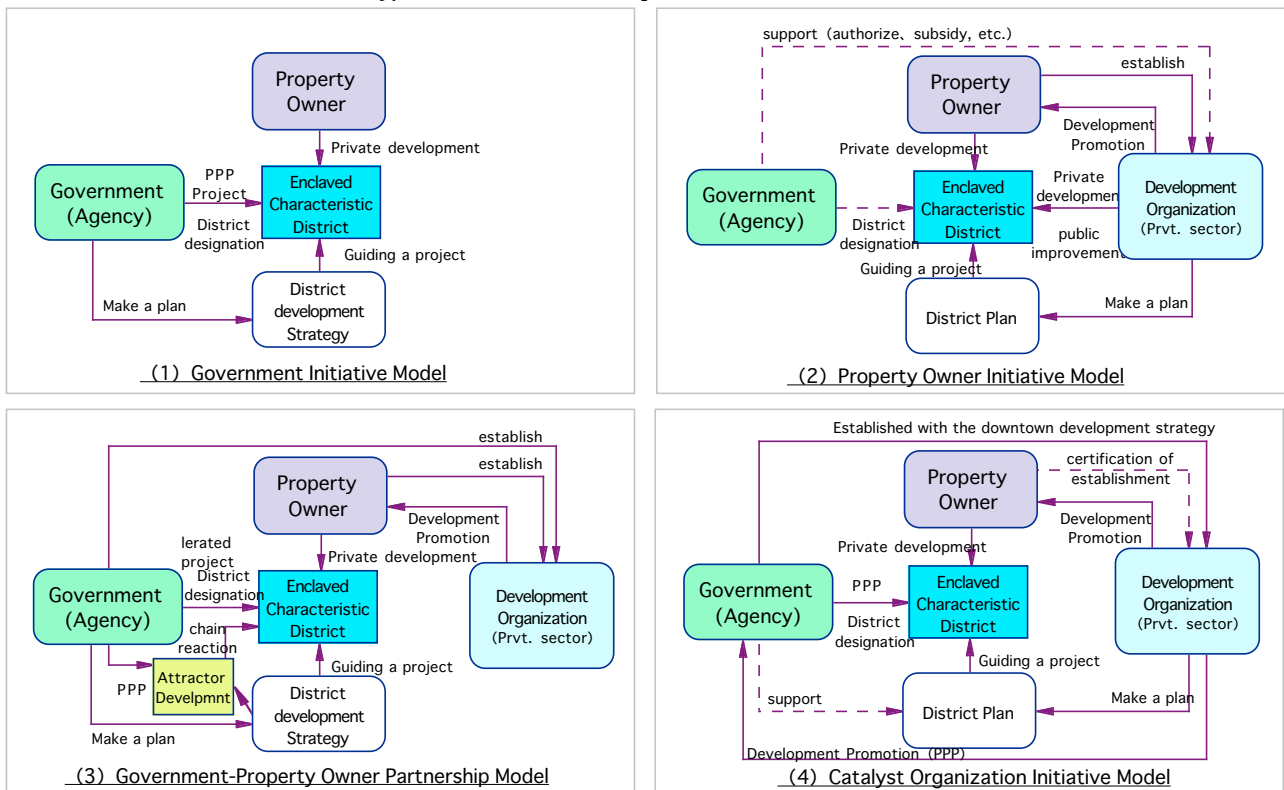 Property
Owner
Private development
Government
(Agency)
PPP
Project
District
designation
Enclaved
Characteristic
District
Guiding a project
Make a plan
District
development
Strategy
(1) Government Initiative Model
support (authorize、subsidy, etc.)
establish
Property
Owner
Development
Promotion
Private development
Government
(Agency)
District
designation
Enclaved
Characteristic
District
Private
development
public
improvement
Development
Organization
(Prvt. sector)
Guiding a project
Make a plan
District Plan
(2) Property Owner Initiative Model
establish
establish
Property
Owner
Development
Promotion
Private development
lerated
project
District
designation
Government
(Agency)
Enclaved
Characteristic
District
Development
Organization
(Prvt. sector)
chain
reaction
Guiding a project
PPP
Attractor
Develpmnt
District
development
Strategy
Make a plan
(3) Government-Property Owner Partnership Model
Established with the downtown development strategy
certification of
establishment
Property
Owner
Development
Promotion
Private development
Government
(Agency)
PPP
District
designation
Enclaved
Characteristic
District
Development
Organization
(Prvt. sector)
Guiding a project
support
Make a plan
District Plan
Development Promotion (PPP)
(4) Catalyst Organization Initiative Model